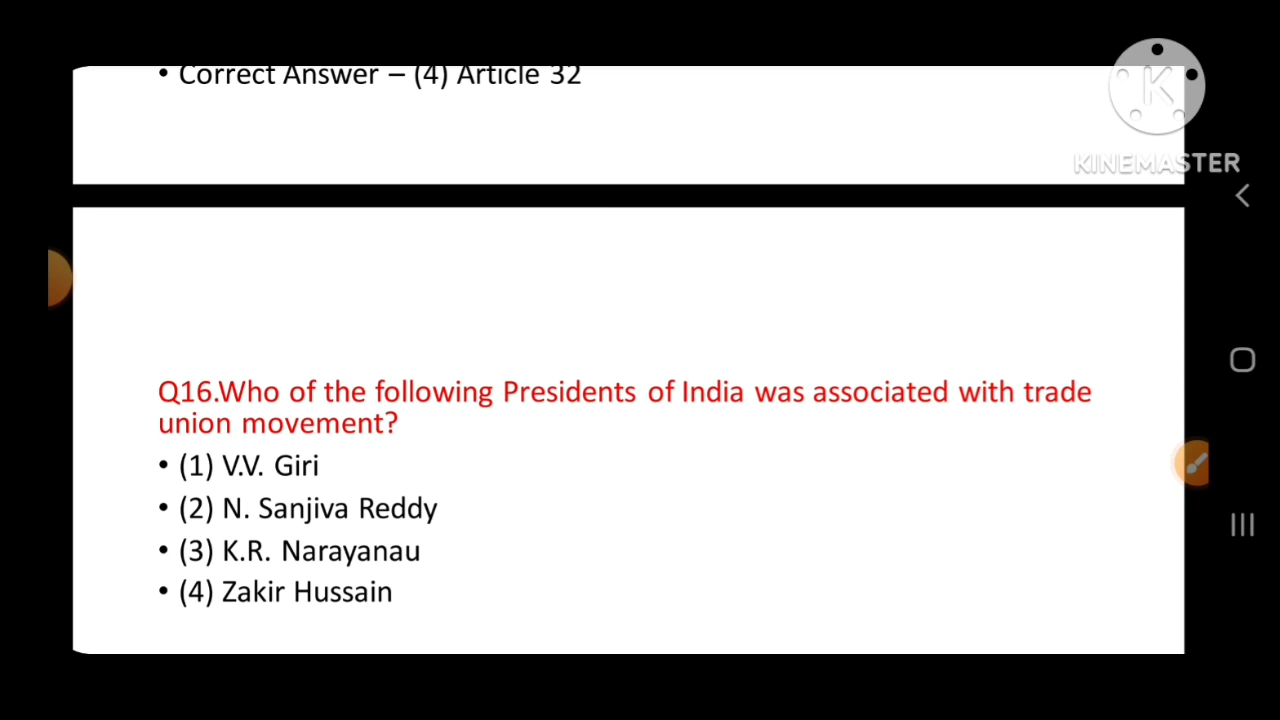 • Correct Answer – (4) Article 32
K
KINEMASTER
Q16.Who of the following Presidents of India was associated with trade
union movement?
• (1) V.V. Giri
• (2) N. Sanjiva Reddy
• (3) K.R. Narayanau
• (4) Zakir Hussain